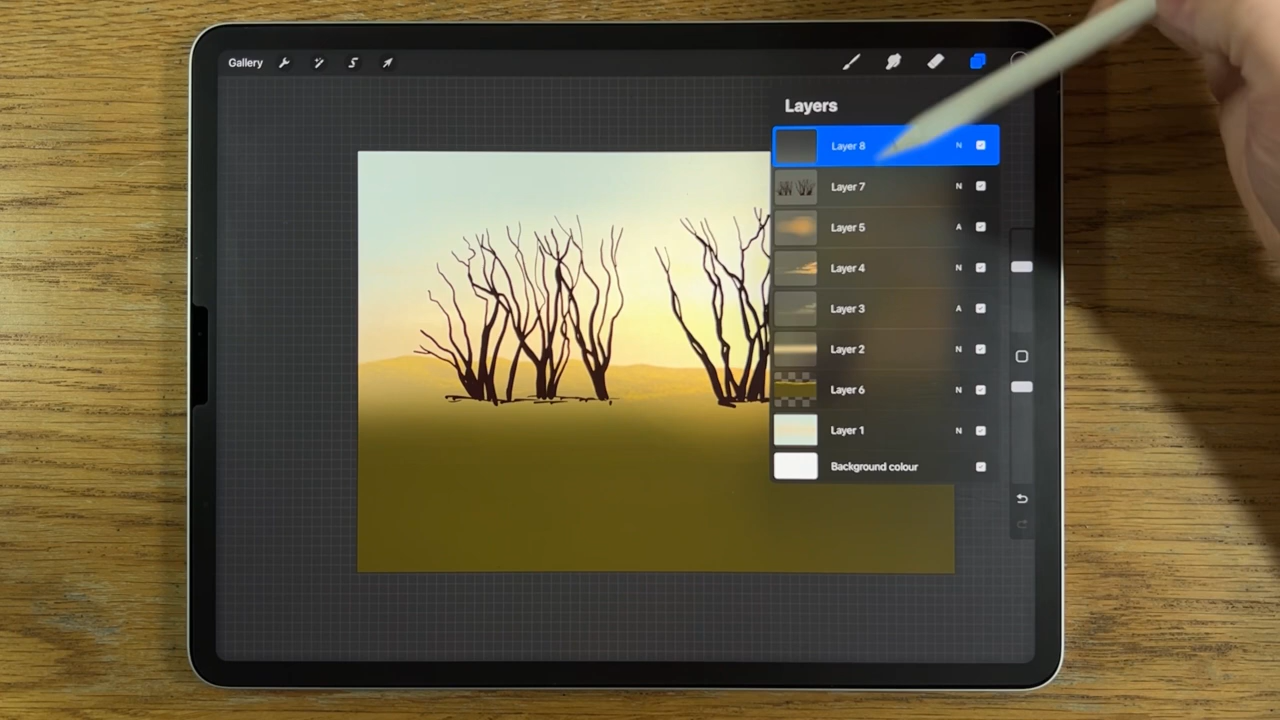 Gallery
Layers
Layer 8 N
Layer 7 N
Layer 5 A
Layer 4 N
Layer 3 A
Layer 2 N
Layer 6 N
Layer 1 N
Background colour